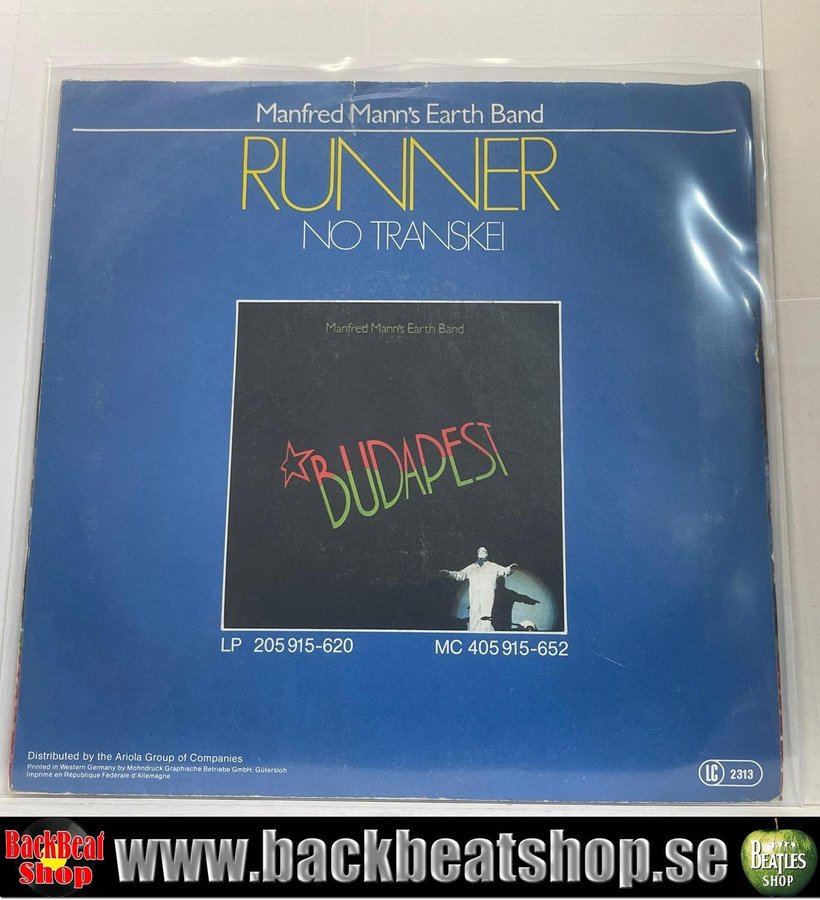 Manfred Mann's Earth Band
RUNNER
NO TRANSKEI
Manfred Mann's Earth Band
LIVE
BUDAPEST
LP 205 915-620
MC 405 915-652
Distributed by the Ariola Group of Companies
Printed in Western Germany by Mohndruck Graphische Betriebe GmbH, Gütersloh
Imprimé en République Fédérale d'Allemagne
LC 2313
BackBeat
Shop
www.backbeatshop.se
BEATLES
SHOP